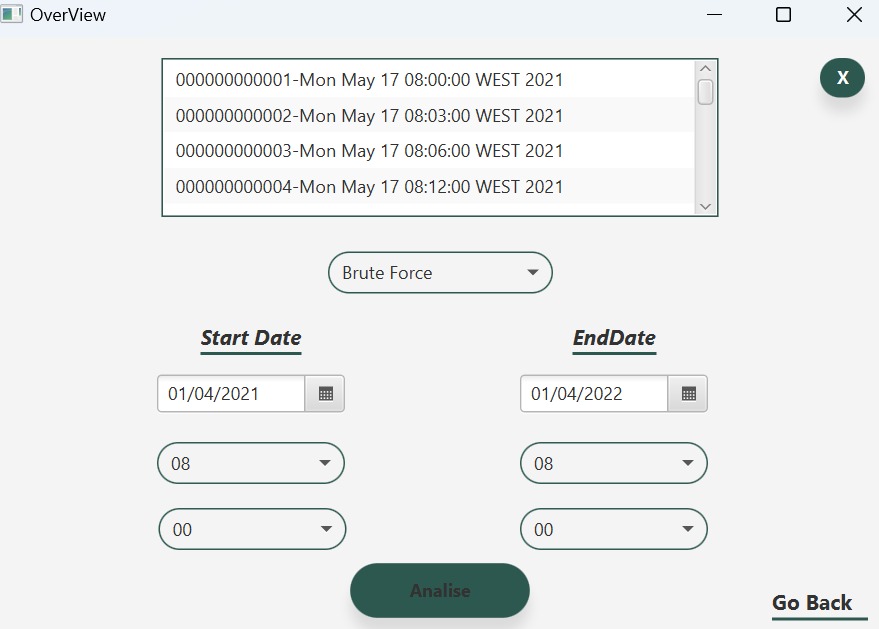 OverView
000000000001-Mon May 17 08:00:00 WEST 2021
X
000000000002-Mon May 17 08:03:00 WEST 2021
000000000003-Mon May 17 08:06:00 WEST 2021
000000000004-Mon May 17 08:12:00 WEST 2021
Brute Force
Start Date EndDate
01/04/2021 01/04/2022
08 08
00 00
Analise
Go Back